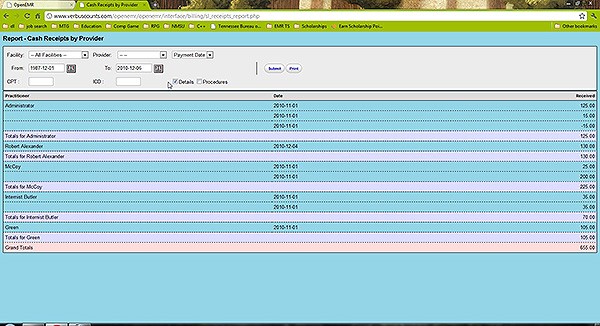 OpenEMR
Cash Receipts by Provider
www.verbuscounts.com/openemr/openemr/interface/billing/sl_receipts_report.php
job search MTG Education Comp Game RPG NMSU C++ Tennessee Bureau o... EMR TS Scholarships Earn Scholarship Poi... Other bookmarks
Report - Cash Receipts by Provider
Facility: -- All Facilities -- Provider: -- -- Payment Date
From: 1987-12-01 To: 2010-12-06 Submit Print
CPT : ICD : Details Procedures
Practitioner Date Received
Administrator 2010-11-01 125.00
2010-11-01 15.00
2010-11-01 -15.00
Totals for Administrator 125.00
Robert Alexander 2010-12-04 130.00
Totals for Robert Alexander 130.00
McCoy 2010-11-01 25.00
2010-11-01 200.00
Totals for McCoy 225.00
Internist Butler 2010-11-01 35.00
2010-11-01 35.00
Totals for Internist Butler 70.00
Green 2010-11-01 105.00
Totals for Green 105.00
Grand Totals 655.00